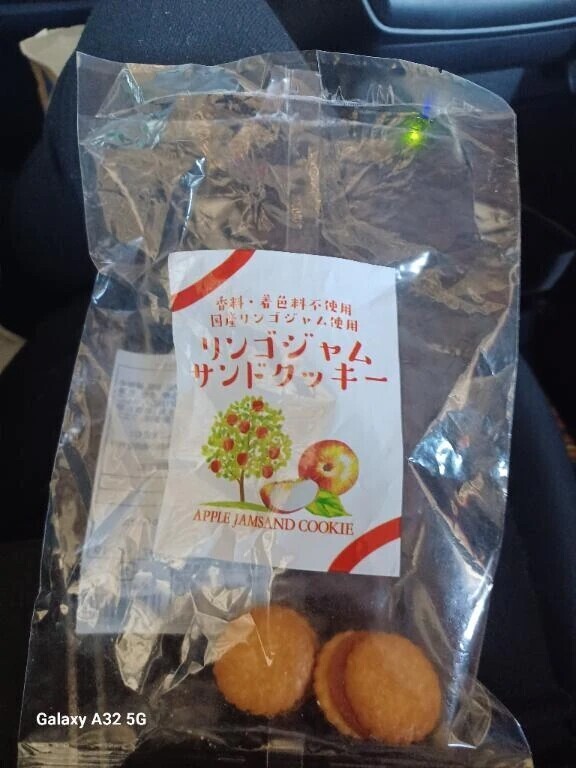 香料・着色料不使用
国産リンゴジャム使用
リンゴジャム
サンドクッキー
APPLE JAMSAND COOKIE
Galaxy A32 5G